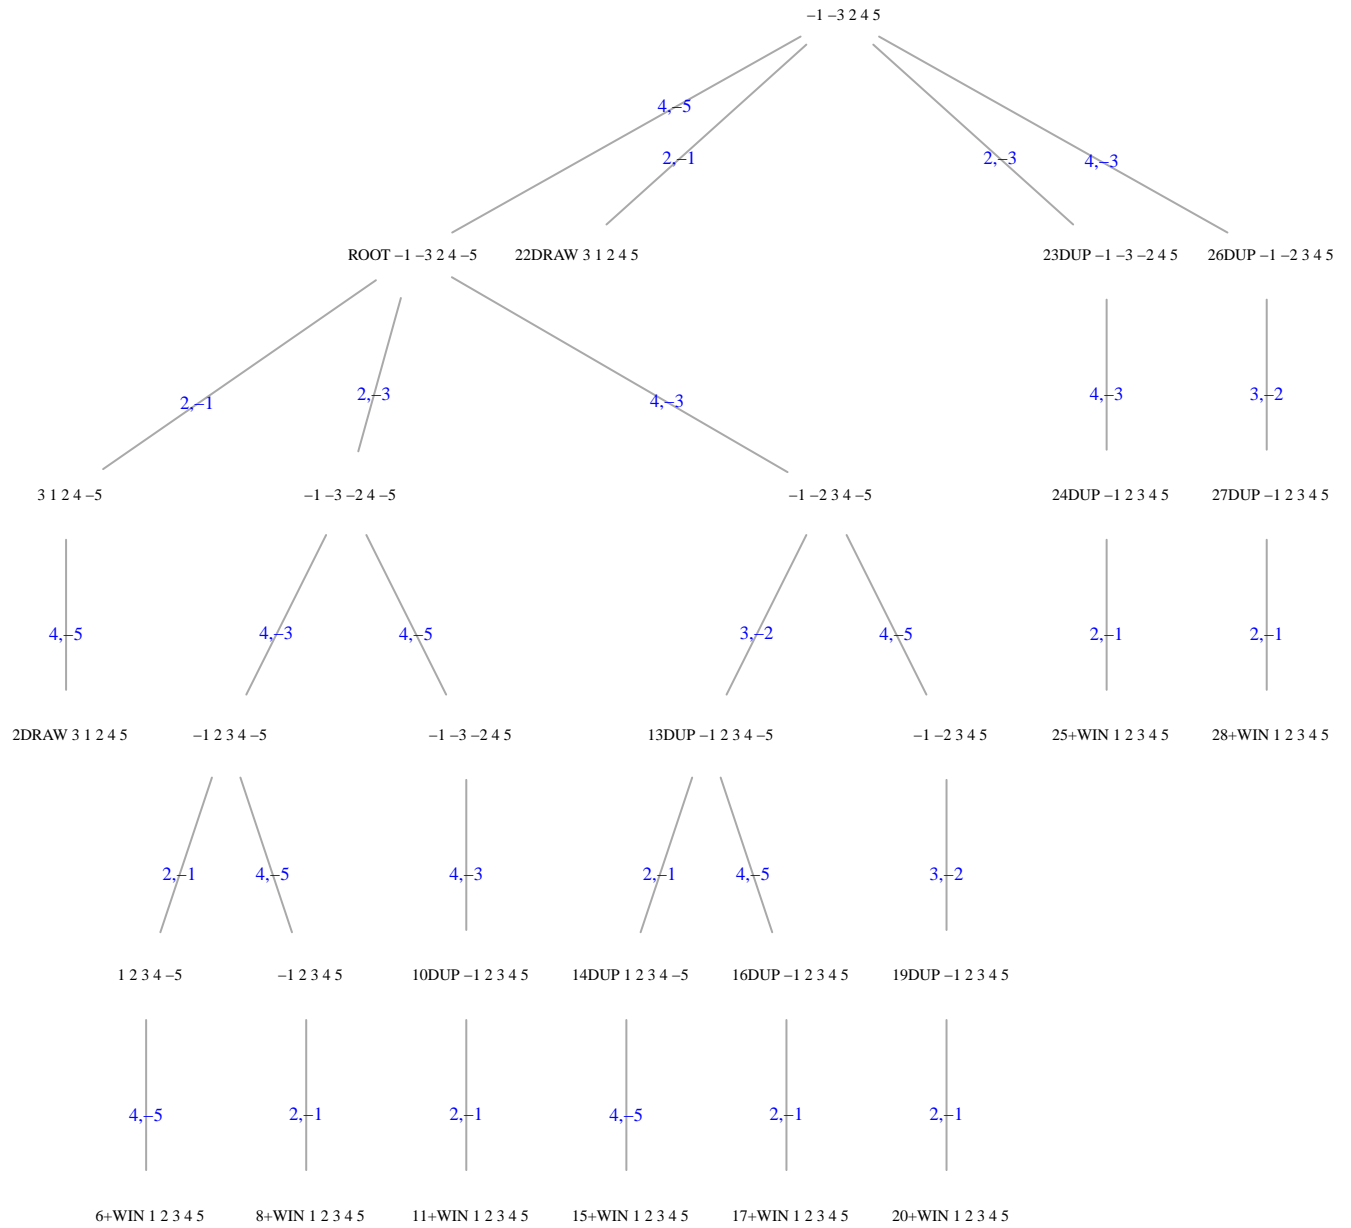 −1 −3 2 4 5
4,−5
2,−1
2,−3
4,−3
ROOT −1 −3 2 4 −5
22DRAW 3 1 2 4 5
23DUP −1 −3 −2 4 5
26DUP −1 −2 3 4 5
2,−1
2,−3
4,−3
4,−3
3,−2
3 1 2 4 −5
−1 −3 −2 4 −5
−1 −2 3 4 −5
24DUP −1 2 3 4 5
27DUP −1 2 3 4 5
4,−5
4,−3
4,−5
3,−2
4,−5
2,−1
2,−1
2DRAW 3 1 2 4 5
−1 2 3 4 −5
−1 −3 −2 4 5
13DUP −1 2 3 4 −5
−1 −2 3 4 5
25+WIN 1 2 3 4 5
28+WIN 1 2 3 4 5
2,−1
4,−5
4,−3
2,−1
4,−5
3,−2
1 2 3 4 −5
−1 2 3 4 5
10DUP −1 2 3 4 5
14DUP 1 2 3 4 −5
16DUP −1 2 3 4 5
19DUP −1 2 3 4 5
4,−5
2,−1
2,−1
4,−5
2,−1
2,−1
6+WIN 1 2 3 4 5
8+WIN 1 2 3 4 5
11+WIN 1 2 3 4 5
15+WIN 1 2 3 4 5
17+WIN 1 2 3 4 5
20+WIN 1 2 3 4 5